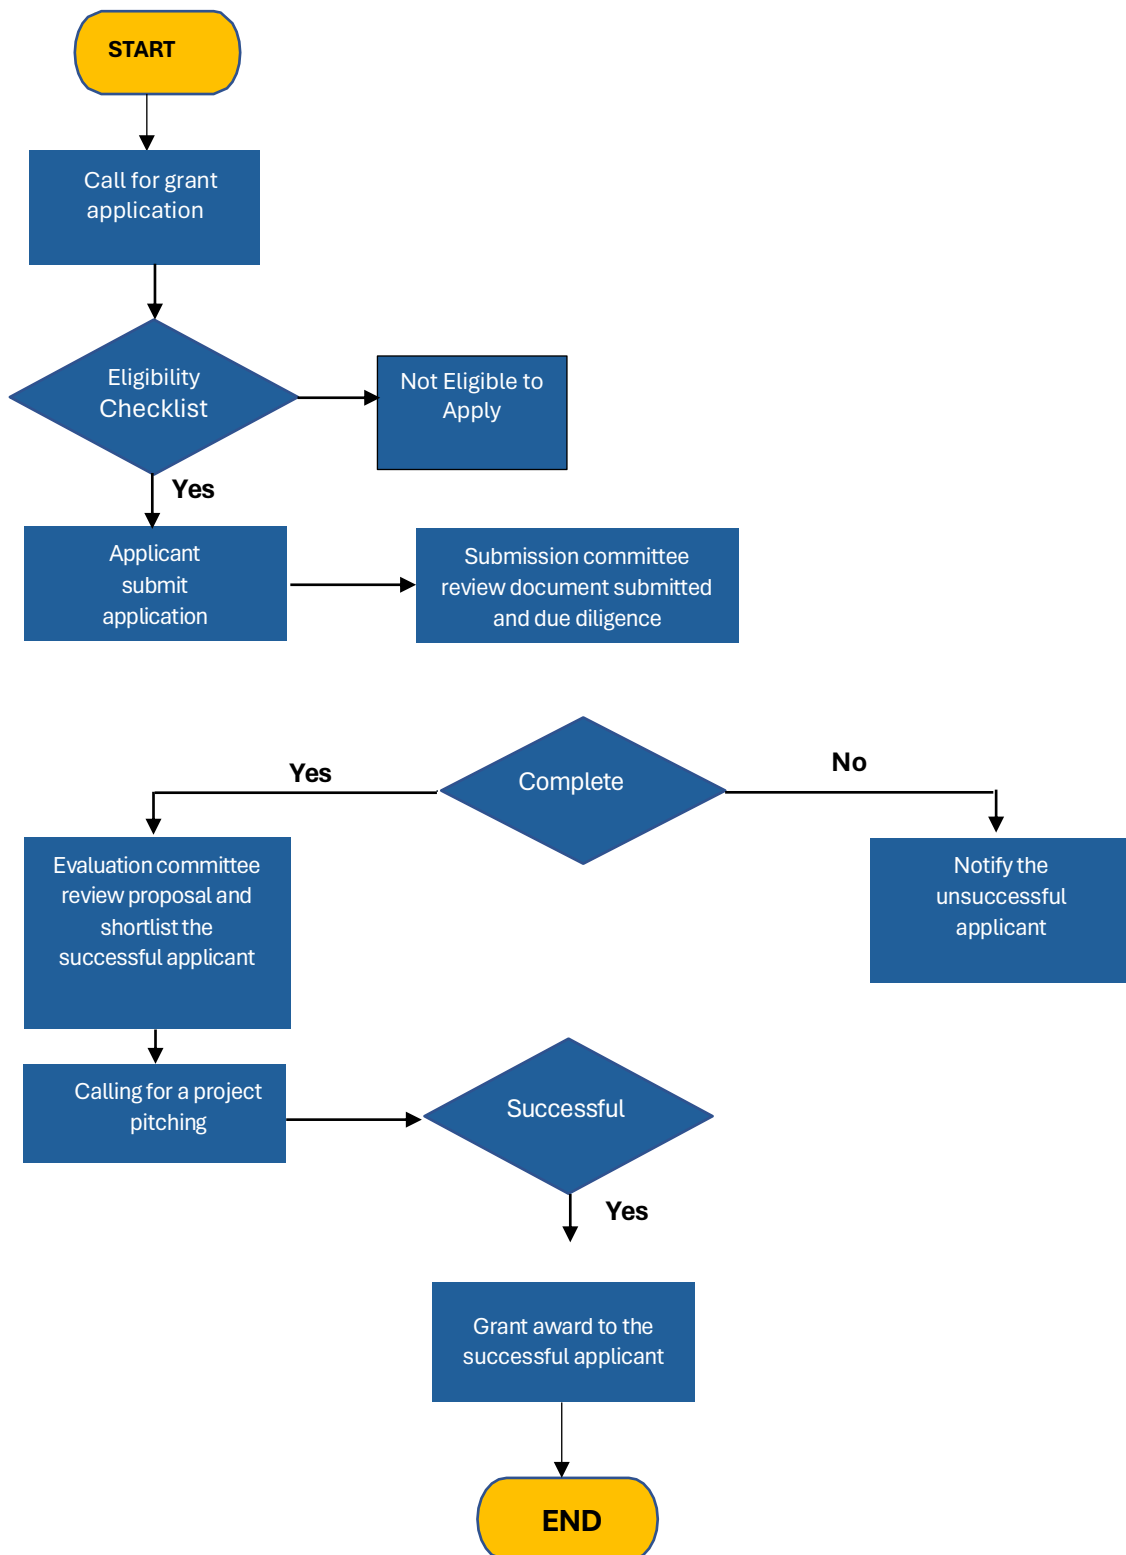 START
Call for grant
application
Eligibility
Checklist
Not Eligible to
Apply
Yes
Applicant
submit
application
Submission committee
review document submitted
and due diligence
Complete
Yes
No
Evaluation committee
review proposal and
shortlist the
successful applicant
Notify the
unsuccessful
applicant
Calling for a project
pitching
Successful
Yes
Grant award to the
successful applicant
END